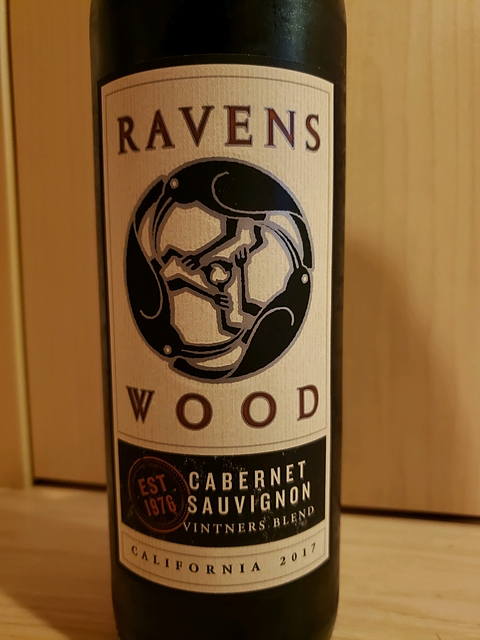 RAVENS
WOOD
EST
1976
CABERNET
SAUVIGNON
VINTNERS BLEND
CALIFORNIA 2017